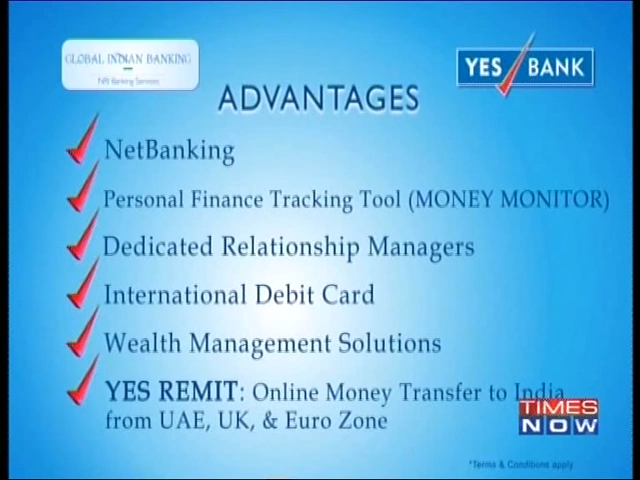 GLOBAL INDIAN BANKING
NRI Banking Services
YES BANK
ADVANTAGES
NetBanking
Personal Finance Tracking Tool (MONEY MONITOR)
Dedicated Relationship Managers
International Debit Card
Wealth Management Solutions
YES REMIT: Online Money Transfer to India
from UAE, UK, & Euro Zone
TIMES
NOW
*Terms & Conditions apply